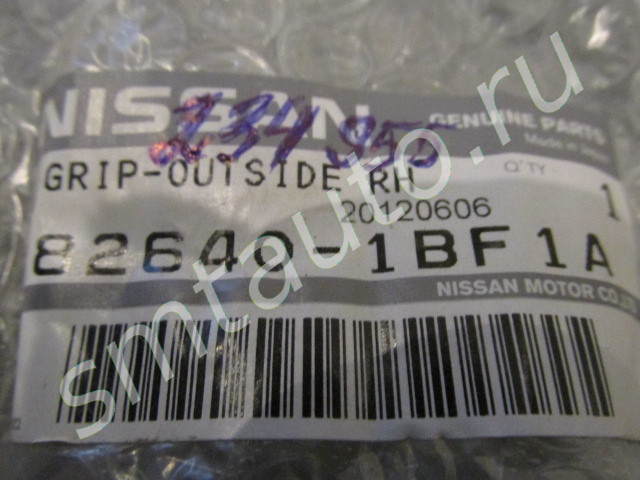 NISSAN
GENUINE PARTS
Made in Japan
234955
GRIP-OUTSIDE RH
Q'TY
1
20120606
82640-1BF1A
NISSAN MOTOR CO.,LTD
smtauto.ru